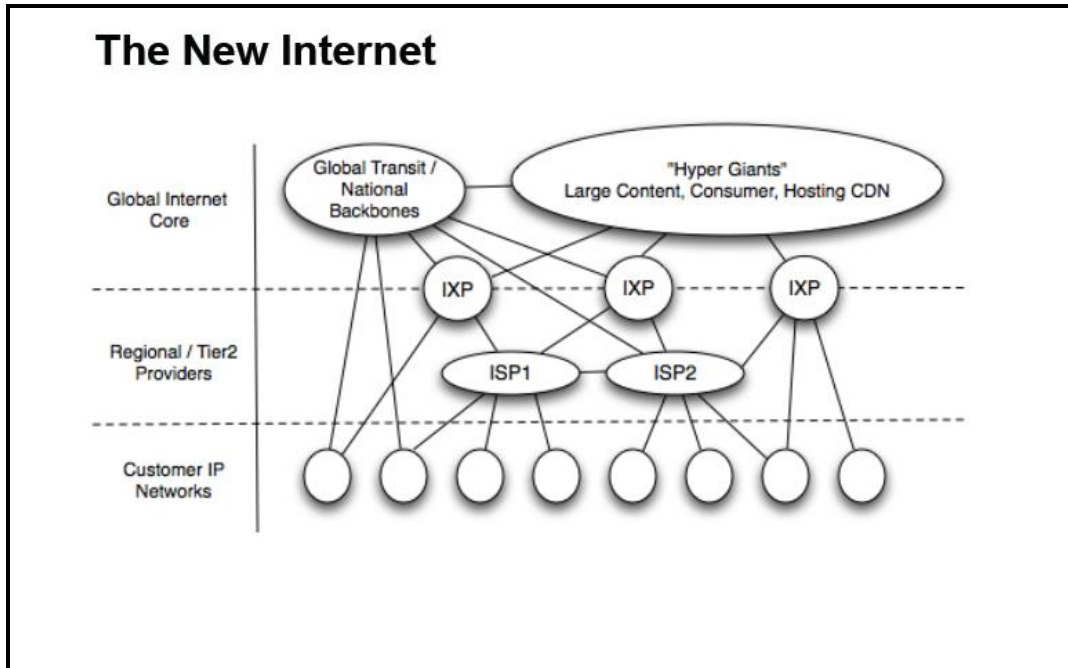 The New Internet
Global Internet
Core
Global Transit /
National
Backbones
"Hyper Giants"
Large Content, Consumer, Hosting CDN
IXP
IXP
IXP
Regional / Tier2
Providers
ISP1
ISP2
Customer IP
Networks